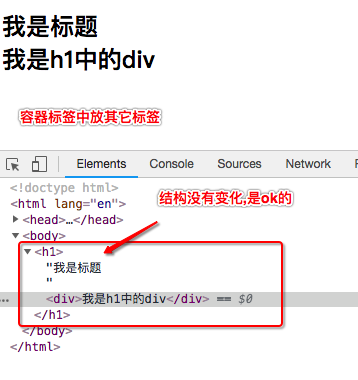 我是标题
我是h1中的div
容器标签中放其它标签
Elements Console Sources Network
<!doctype html>
结构没有变化,是ok的
<html lang="en">
▶<head>…</head>
▼<body>
▼<h1>
"我是标题
"
… <div>我是h1中的div</div> == $0
</h1>
</body>
</html>